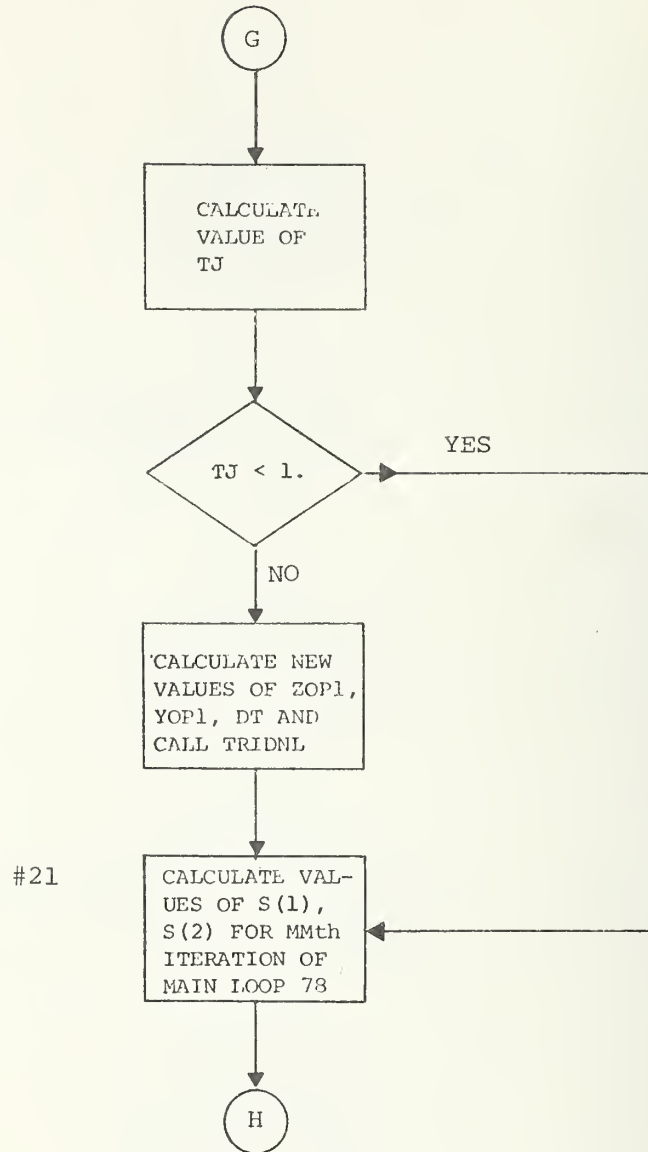 G
CALCULATE
VALUE OF
TJ
TJ < 1.
YES
NO
CALCULATE NEW
VALUES OF ZOP1,
YOP1, DT AND
CALL TRIDNL
#21
CALCULATE VAL-
UES OF S(1),
S(2) FOR MMth
ITERATION OF
MAIN LOOP 78
H